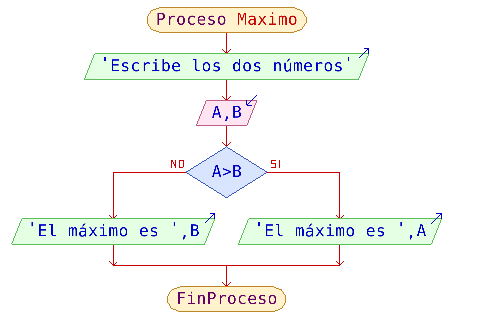 Proceso Maximo
'Escribe los dos números'
A,B
A>B
NO
SI
'El máximo es ',B
'El máximo es ',A
FinProceso